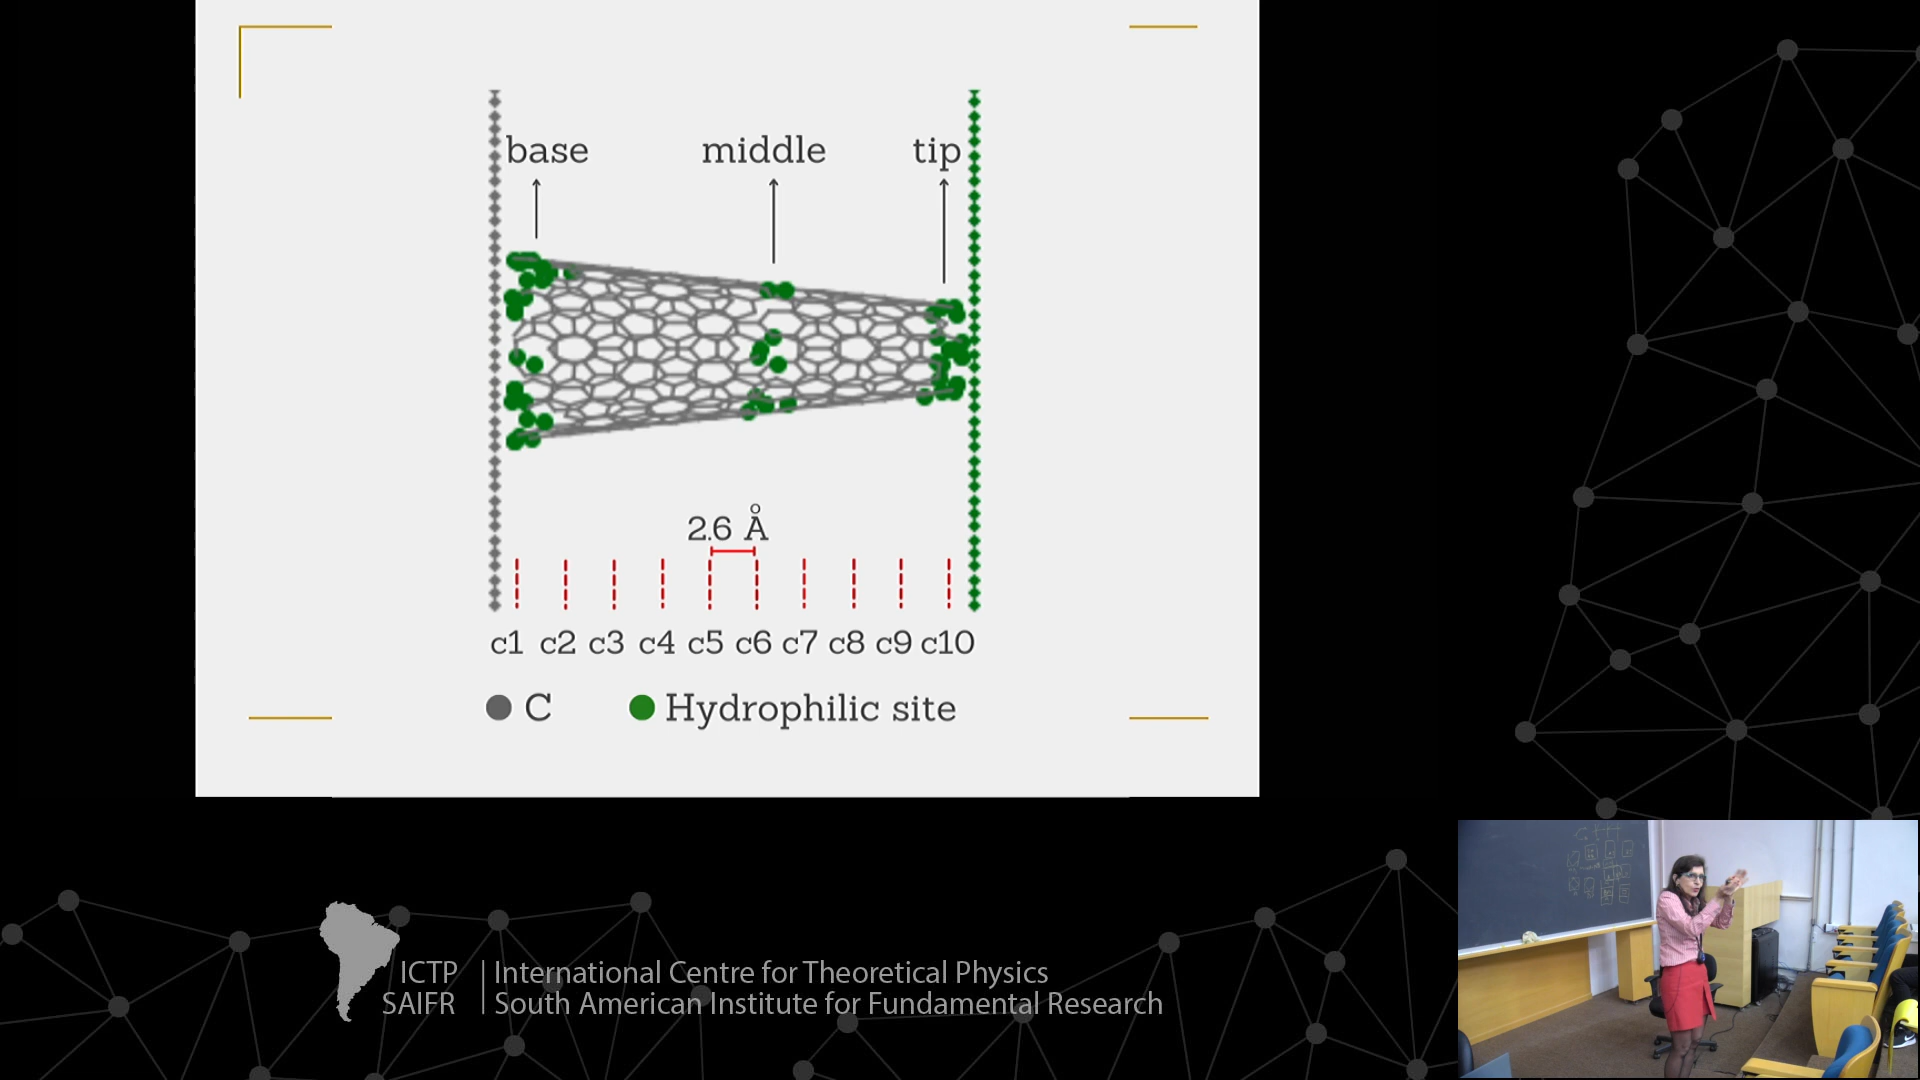 base middle tip
2.6 Å
c1 c2 c3 c4 c5 c6 c7 c8 c9 c10
C Hydrophilic site
ICTP International Centre for Theoretical Physics
SAIFR South American Institute for Fundamental Research